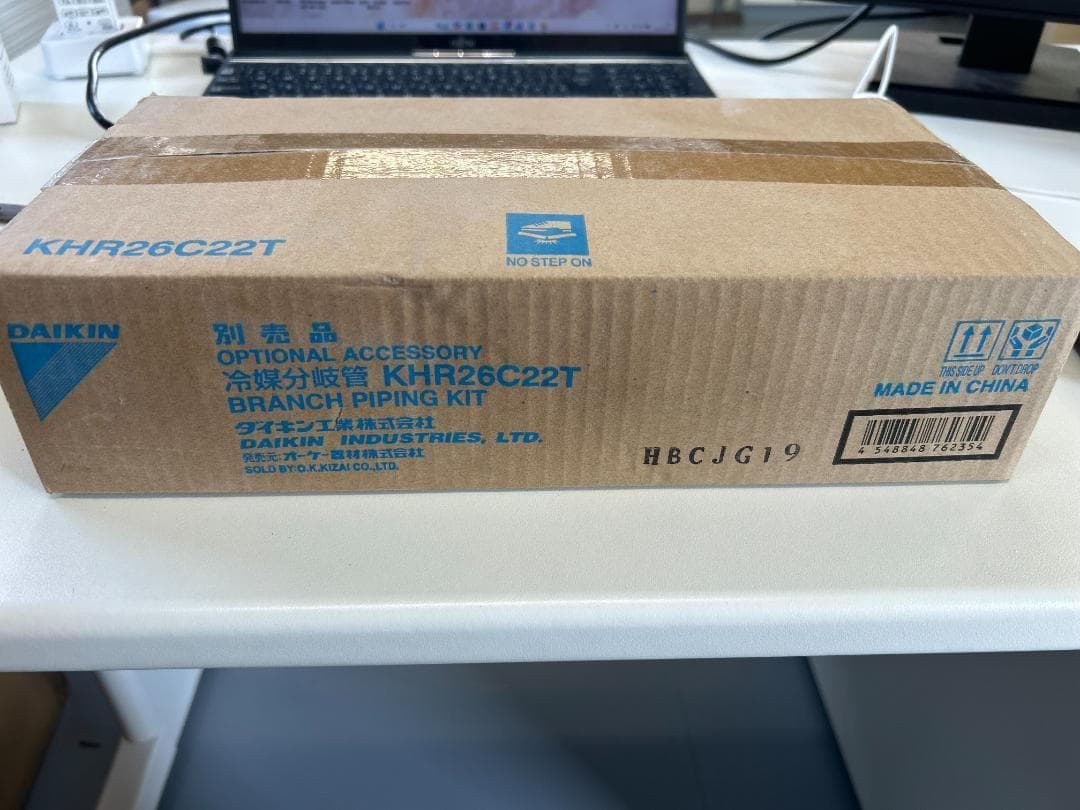 KHR26C22T
NO STEP ON
DAIKIN
別売品
OPTIONAL ACCESSORY
冷媒分岐管 KHR26C22T
BRANCH PIPING KIT
ダイキン工業株式会社
DAIKIN INDUSTRIES, LTD.
発売元:オーケー器材株式会社
SOLD BY:O.K.KIZAI CO.,LTD.
HBCJG19
THIS SIDE UP DON'T DROP
MADE IN CHINA
4 548848 762354